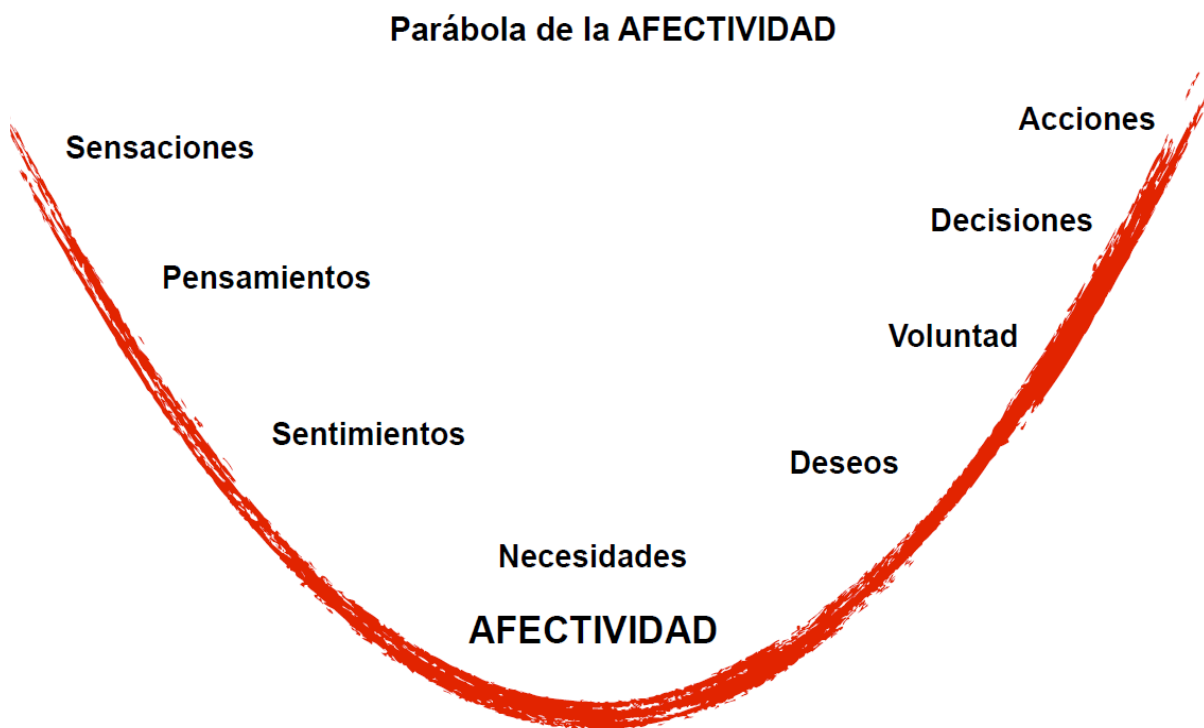 Parábola de la AFECTIVIDAD
Sensaciones
Pensamientos
Sentimientos
Necesidades
AFECTIVIDAD
Deseos
Voluntad
Decisiones
Acciones